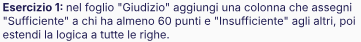 Esercizio 1: nel foglio "Giudizio" aggiungi una colonna che assegni
"Sufficiente" a chi ha almeno 60 punti e "Insufficiente" agli altri, poi
estendi la logica a tutte le righe.